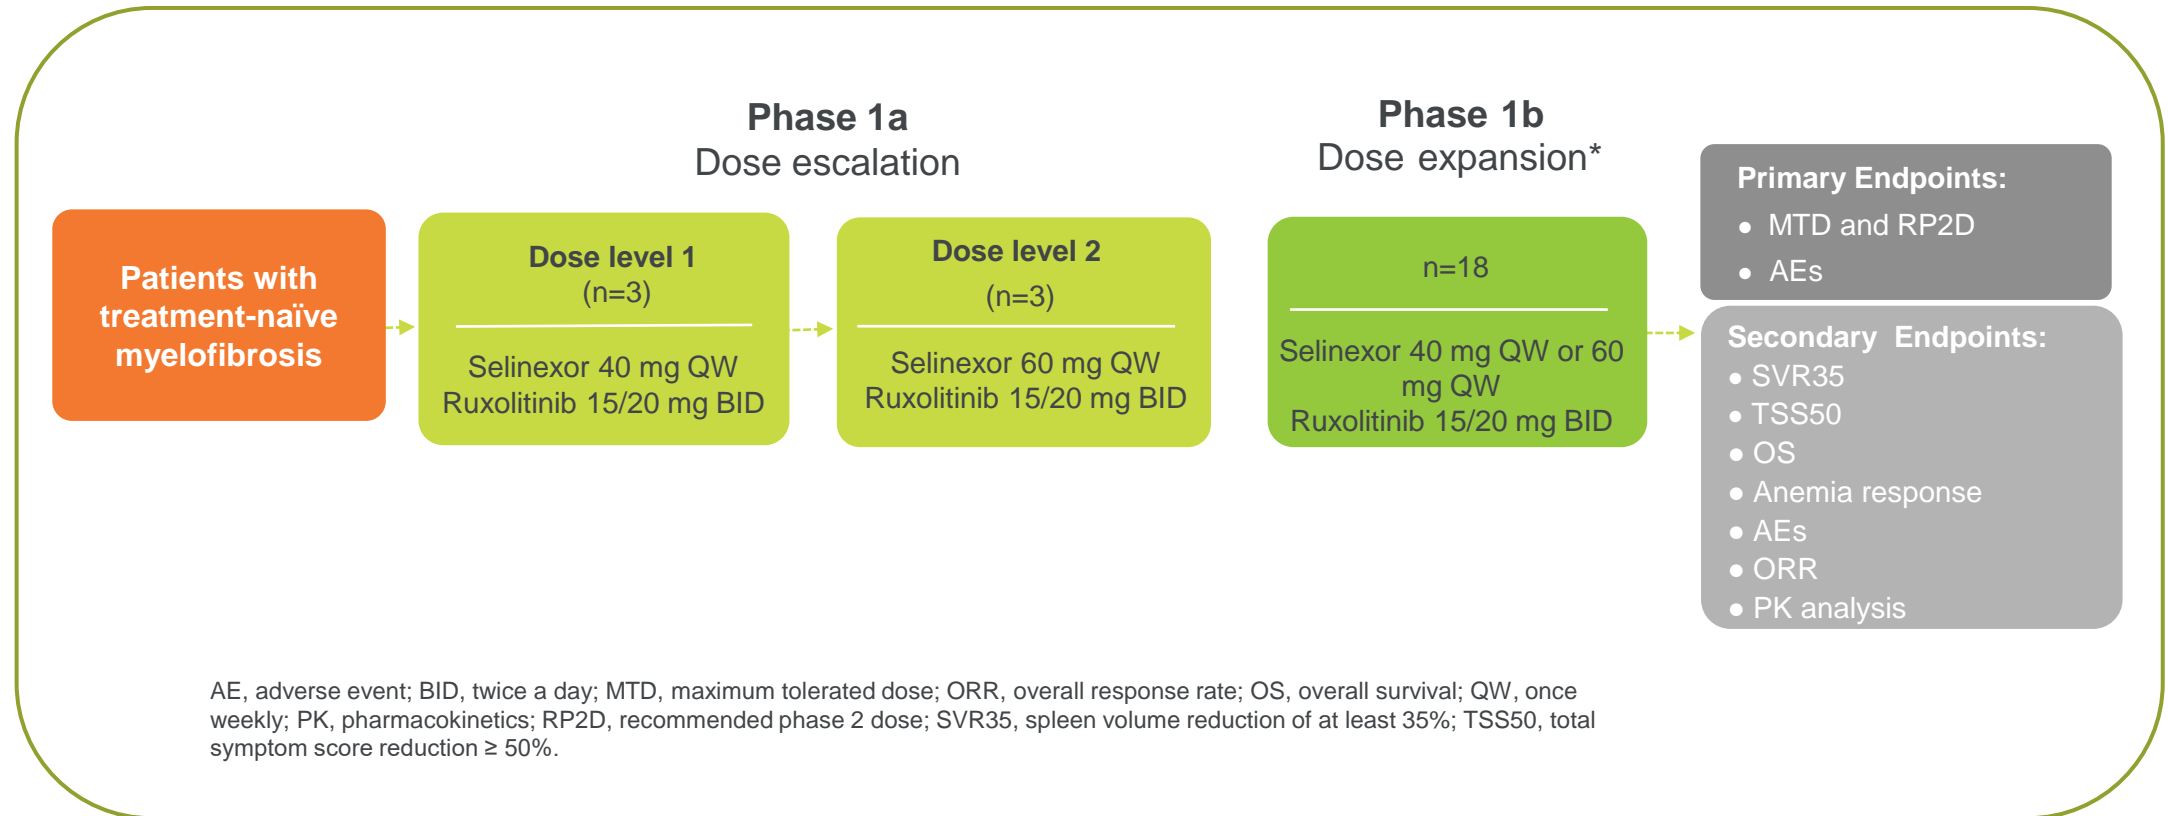 Phase 1a
Dose escalation
Phase 1b
Dose expansion*
Patients with
treatment-naïve
myelofibrosis
Dose level 1
(n=3)
Selinexor 40 mg QW
Ruxolitinib 15/20 mg BID
Dose level 2
(n=3)
Selinexor 60 mg QW
Ruxolitinib 15/20 mg BID
n=18
Selinexor 40 mg QW or 60
mg QW
Ruxolitinib 15/20 mg BID
Primary Endpoints:
● MTD and RP2D
● AEs
Secondary Endpoints:
● SVR35
● TSS50
● OS
● Anemia response
● AEs
● ORR
● PK analysis
AE, adverse event; BID, twice a day; MTD, maximum tolerated dose; ORR, overall response rate; OS, overall survival; QW, once
weekly; PK, pharmacokinetics; RP2D, recommended phase 2 dose; SVR35, spleen volume reduction of at least 35%; TSS50, total
symptom score reduction ≥ 50%.